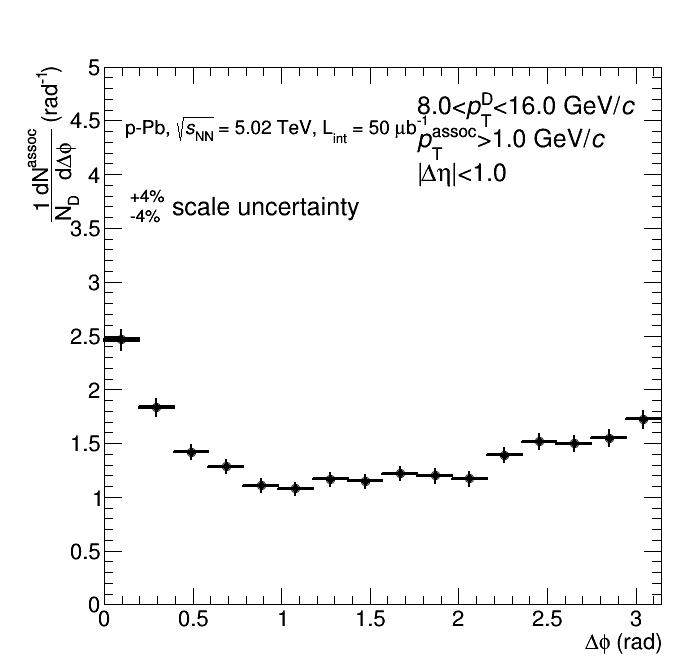 1 dN^assoc
N_D dΔϕ (rad^-1)
5
4.5
4
3.5
3
2.5
2
1.5
1
0.5
0
p-Pb, √s_NN = 5.02 TeV, L_int = 50 μb^-1
8.0<p_T^D<16.0 GeV/c
p_T^assoc>1.0 GeV/c
|Δη|<1.0
+4%
-4% scale uncertainty
0 0.5 1 1.5 2 2.5 3
Δϕ (rad)